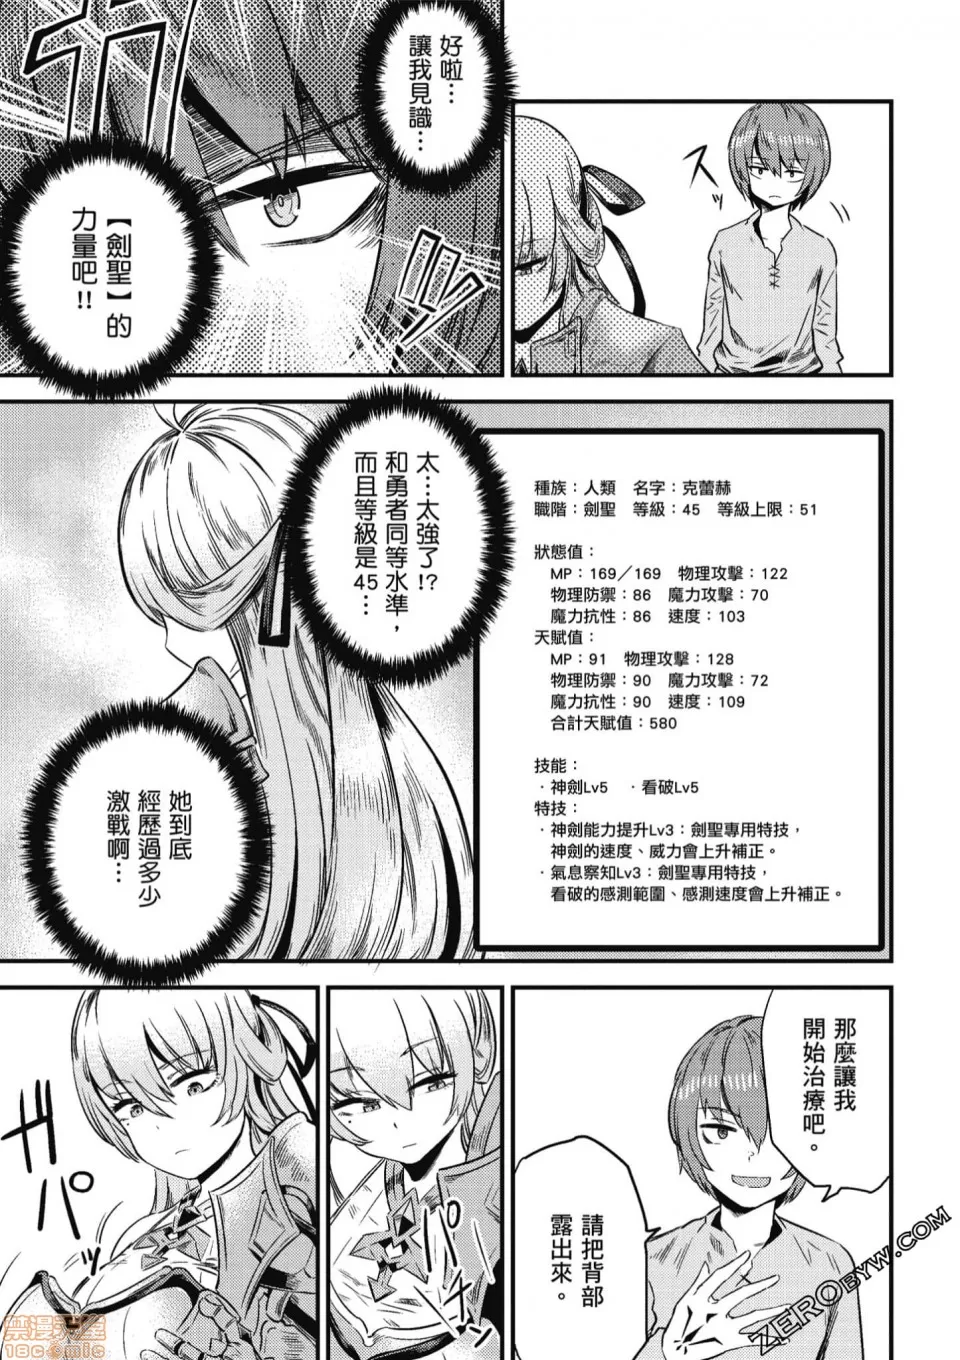 スッ
好啦…
讓我見識…
【劍聖】的
力量吧!!
太…太強了!?
和勇者同等水準，
而且等級是
45…
種族：人類　名字：克蕾赫
職階：劍聖　等級：45　等級上限：51
狀態值：
MP：169／169　物理攻擊：122
物理防禦：86　魔力攻擊：70
魔力抗性：86　速度：103
天賦值：
MP：91　物理攻擊：128
物理防禦：90　魔力攻擊：72
魔力抗性：90　速度：109
合計天賦值：580
技能：
．神劍Lv5　．看破Lv5
特技：
．神劍能力提升Lv3：劍聖專用特技，
神劍的速度、威力會上升補正。
．氣息察知Lv3：劍聖專用特技，
看破的感測範圍、感測速度會上升補正。
她到底
經歷過多少
激戰啊…
那麼讓我
開始治療吧。
請把背部
露出來。
ZEROBYW.COM
禁漫天堂
18comic